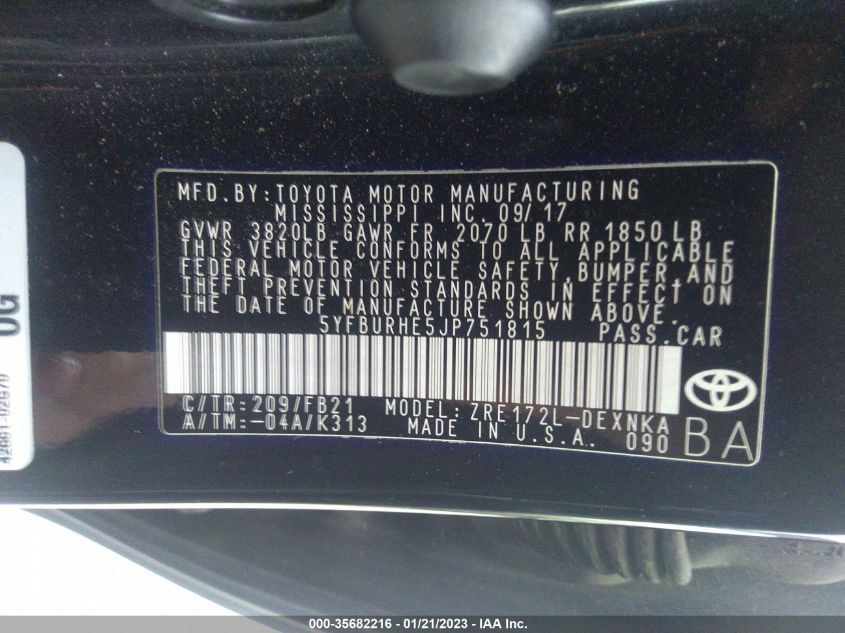 MFD.BY:TOYOTA MOTOR MANUFACTURING
MISSISSIPPI INC. 09/17
GVWR 3820LB GAWR FR 2070 LB RR 1850 LB
THIS VEHICLE CONFORMS TO ALL APPLICABLE
FEDERAL MOTOR VEHICLE SAFETY, BUMPER, AND
THEFT PREVENTION STANDARDS IN EFFECT ON
THE DATE OF MANUFACTURE SHOWN ABOVE.
5YFBURHE5JP751815 PASS.CAR
C/TR:209/FB21 MODEL:ZRE172L-DEXNKA
A/TM:-04A/K313 MADE IN U.S.A. 090
BA
000-35682216 - 01/21/2023 - IAA Inc.